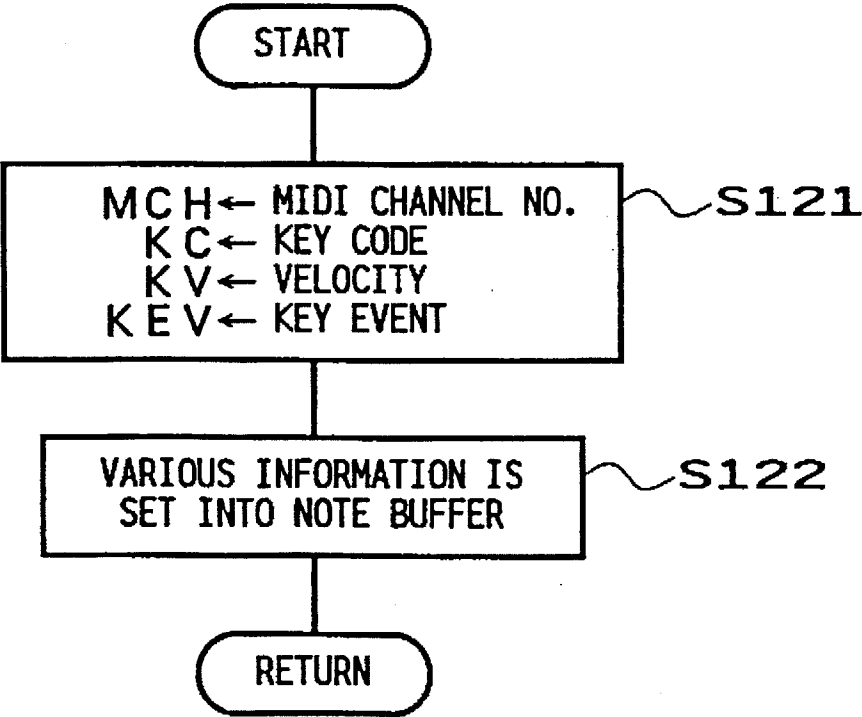 START
MCH← MIDI CHANNEL NO.
KC← KEY CODE
KV← VELOCITY
KEV← KEY EVENT
S121
VARIOUS INFORMATION IS
SET INTO NOTE BUFFER
S122
RETURN